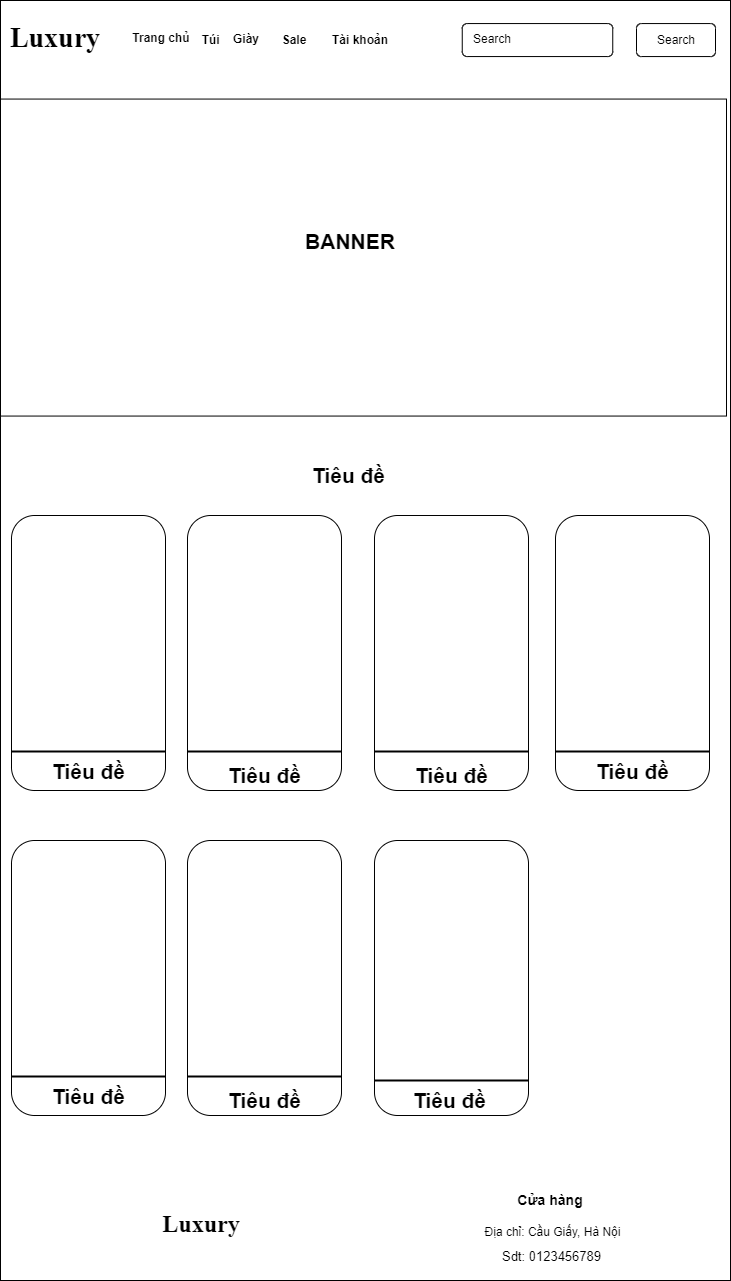 Luxury Trang chủ Túi Giày Sale Tài khoản Search Search
BANNER
Tiêu đề
Tiêu đề Tiêu đề Tiêu đề Tiêu đề
Tiêu đề Tiêu đề Tiêu đề
Luxury
Cửa hàng
Địa chỉ: Cầu Giấy, Hà Nội
Sdt: 0123456789